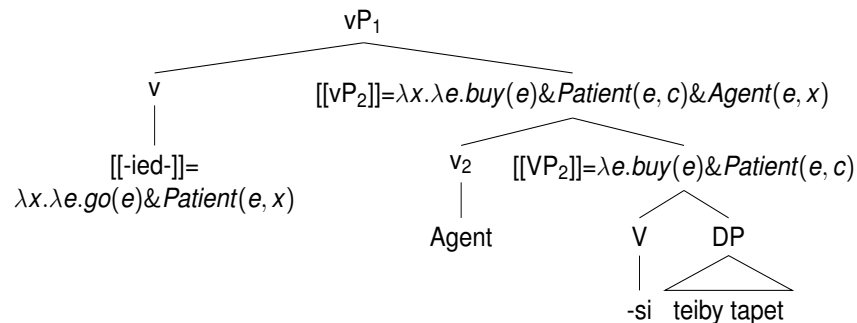 vP₁
v [[vP₂]]=λx.λe.buy(e)&Patient(e, c)&Agent(e, x)
[[-ied-]]=
λx.λe.go(e)&Patient(e, x)
v₂ [[VP₂]]=λe.buy(e)&Patient(e, c)
Agent V DP
-si teiby tapet